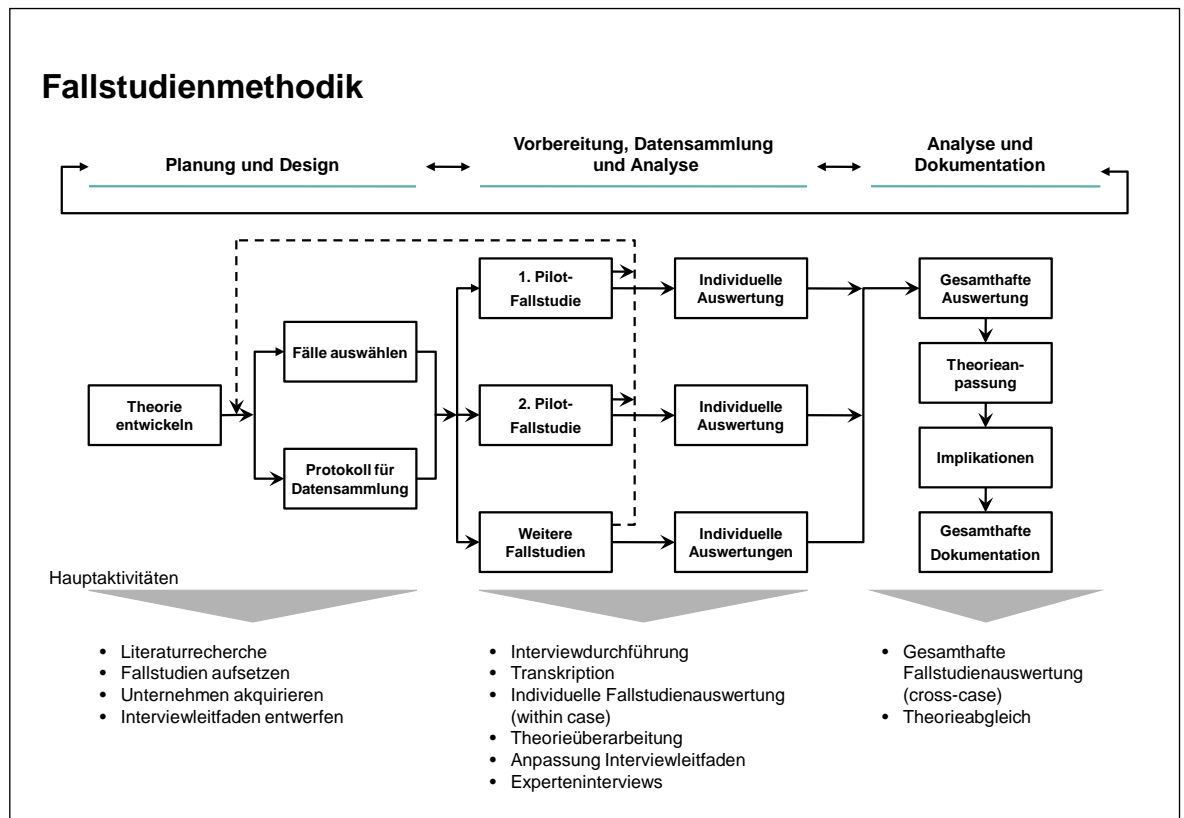 Fallstudienmethodik
Planung und Design
Vorbereitung, Datensammlung
und Analyse
Analyse und
Dokumentation
Theorie
entwickeln
Fälle auswählen
Protokoll für
Datensammlung
1. Pilot-
Fallstudie
2. Pilot-
Fallstudie
Weitere
Fallstudien
Individuelle
Auswertung
Individuelle
Auswertung
Individuelle
Auswertungen
Gesamthafte
Auswertung
Theoriean-
passung
Implikationen
Gesamthafte
Dokumentation
Hauptaktivitäten
• Literaturrecherche
• Fallstudien aufsetzen
• Unternehmen akquirieren
• Interviewleitfaden entwerfen
• Interviewdurchführung
• Transkription
• Individuelle Fallstudienauswertung
(within case)
• Theorieüberarbeitung
• Anpassung Interviewleitfaden
• Experteninterviews
• Gesamthafte
Fallstudienauswertung
(cross-case)
• Theorieabgleich